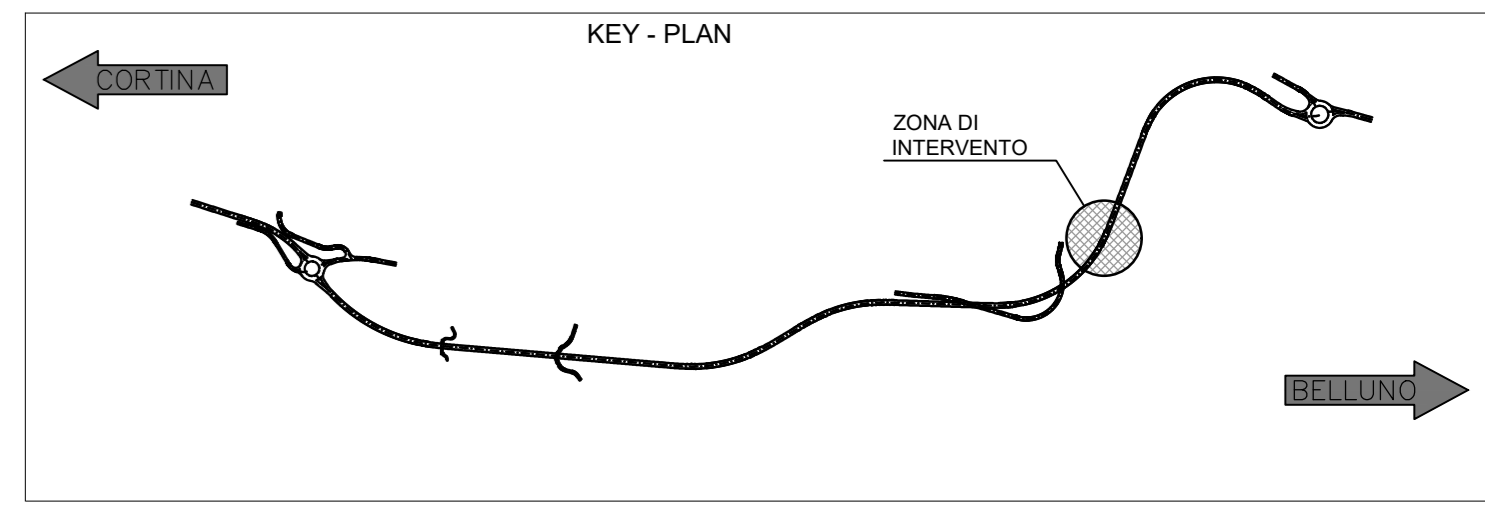 KEY - PLAN
CORTINA
ZONA DI
INTERVENTO
BELLUNO